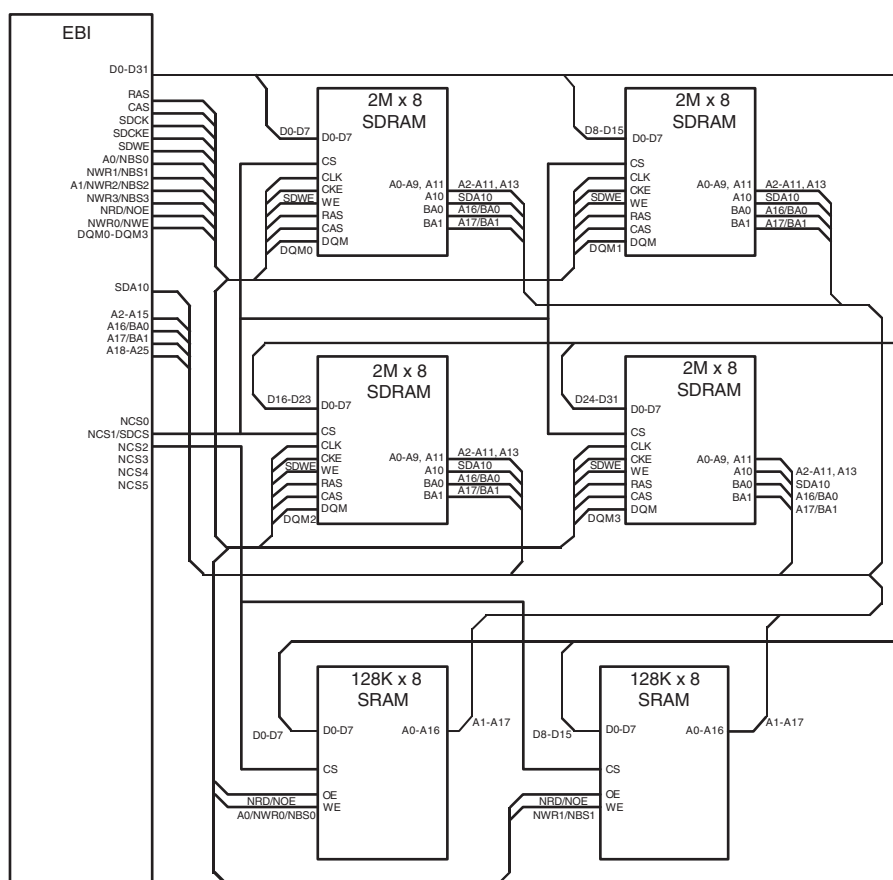 EBI
D0-D31
RAS
CAS
SDCK
SDCKE
SDWE
A0/NBS0
NWR1/NBS1
A1/NWR2/NBS2
NWR3/NBS3
NRD/NOE
NWR0/NWE
DQM0-DQM3
SDA10
A2-A15
A16/BA0
A17/BA1
A18-A25
NCS0
NCS1/SDCS
NCS2
NCS3
NCS4
NCS5
2M x 8
SDRAM
D0-D7
D0-D7
CS
CLK
CKE
SDWE
WE
RAS
CAS
DQM
DQM0
A0-A9, A11
A10
BA0
BA1
A2-A11, A13
SDA10
A16/BA0
A17/BA1
2M x 8
SDRAM
D8-D15
D0-D7
CS
CLK
CKE
SDWE
WE
RAS
CAS
DQM
DQM1
A0-A9, A11
A10
BA0
BA1
A2-A11, A13
SDA10
A16/BA0
A17/BA1
2M x 8
SDRAM
D16-D23
D0-D7
CS
CLK
CKE
SDWE
WE
RAS
CAS
DQM
DQM2
A0-A9, A11
A10
BA0
BA1
A2-A11, A13
SDA10
A16/BA0
A17/BA1
2M x 8
SDRAM
D24-D31
D0-D7
CS
CLK
CKE
SDWE
WE
RAS
CAS
DQM
DQM3
A0-A9, A11
A10
BA0
BA1
A2-A11, A13
SDA10
A16/BA0
A17/BA1
128K x 8
SRAM
D0-D7
D0-D7
A0-A16
A1-A17
CS
OE
NRD/NOE
WE
A0/NWR0/NBS0
128K x 8
SRAM
D8-D15
D0-D7
A0-A16
A1-A17
CS
OE
NRD/NOE
WE
NWR1/NBS1